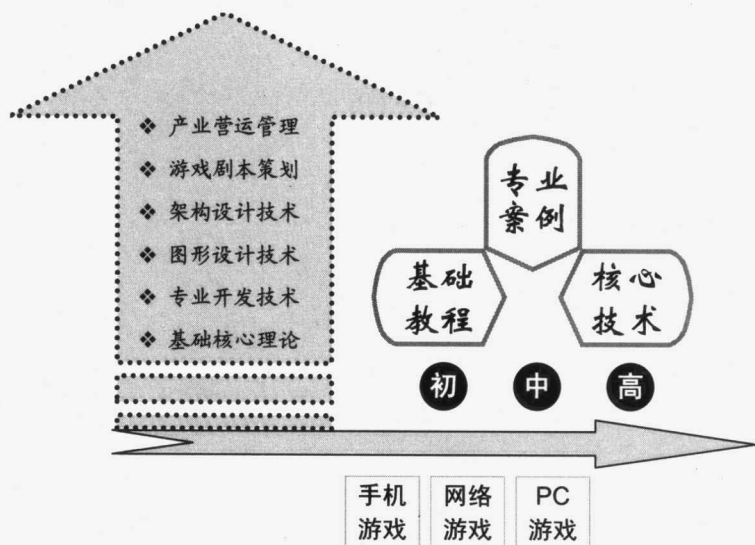 ❖ 产业营运管理
❖ 游戏剧本策划
❖ 架构设计技术
❖ 图形设计技术
❖ 专业开发技术
❖ 基础核心理论
专业
案例
基础
教程
核心
技术
初
中
高
手机
游戏
网络
游戏
PC
游戏